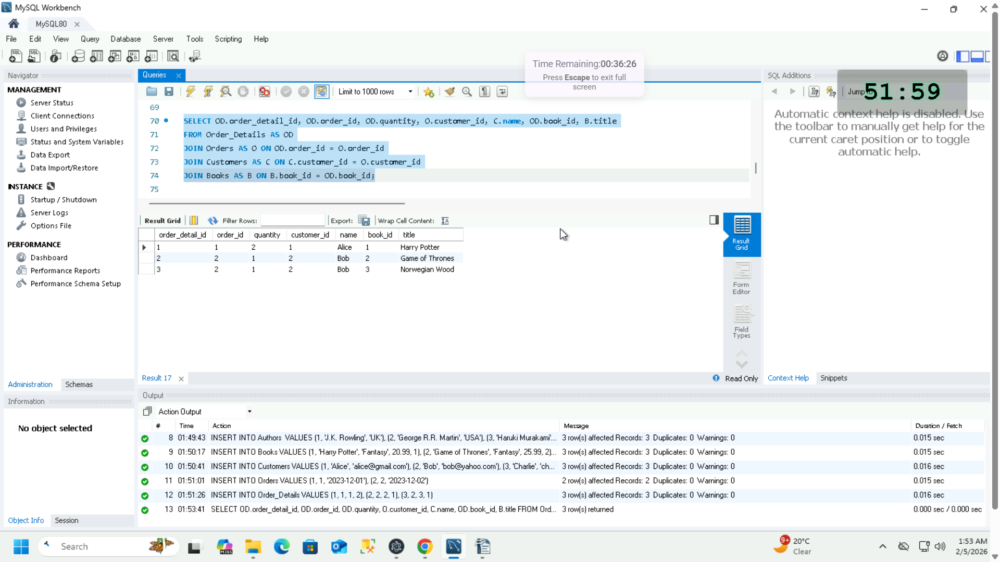 MySQL Workbench
MySQL80
File Edit View Query Database Server Tools Scripting Help
Time Remaining:00:36:26
Press Escape to exit full
screen
Navigator
MANAGEMENT
Server Status
Client Connections
Users and Privileges
Status and System Variables
Data Export
Data Import/Restore
INSTANCE
Startup / Shutdown
Server Logs
Options File
PERFORMANCE
Dashboard
Performance Reports
Performance Schema Setup
Administration Schemas
Information
No object selected
Object Info Session
Queries
Limit to 1000 rows
69
70 SELECT OD.order_detail_id, OD.order_id, OD.quantity, O.customer_id, C.name, OD.book_id, B.title
71 FROM Order_Details AS OD
72 JOIN Orders AS O ON OD.order_id = O.order_id
73 JOIN Customers AS C ON C.customer_id = O.customer_id
74 JOIN Books AS B ON B.book_id = OD.book_id;
75
Result Grid Filter Rows: Export: Wrap Cell Content:
order_detail_id order_id quantity customer_id name book_id title
1 1 2 1 Alice 1 Harry Potter
2 2 1 2 Bob 2 Game of Thrones
3 2 1 2 Bob 3 Norwegian Wood
Result
Grid
Form
Editor
Field
Types
Result 17
Read Only
SQL Additions
Jump to
51:59
Automatic context help is disabled. Use
the toolbar to manually get help for the
current caret position or to toggle
automatic help.
Context Help Snippets
Output
Action Output
# Time Action Message Duration / Fetch
8 01:49:43 INSERT INTO Authors VALUES (1, 'J.K. Rowling', 'UK'), (2, 'George R.R. Martin', 'USA'), (3, 'Haruki Murakami'... 3 row(s) affected Records: 3 Duplicates: 0 Warnings: 0 0.015 sec
9 01:50:17 INSERT INTO Books VALUES (1, 'Harry Potter', 'Fantasy', 20.99, 1), (2, 'Game of Thrones', 'Fantasy', 25.99, 2)... 3 row(s) affected Records: 3 Duplicates: 0 Warnings: 0 0.015 sec
10 01:50:41 INSERT INTO Customers VALUES (1, 'Alice', 'alice@gmail.com'), (2, 'Bob', 'bob@yahoo.com'), (3, 'Charlie', 'ch... 3 row(s) affected Records: 3 Duplicates: 0 Warnings: 0 0.016 sec
11 01:51:01 INSERT INTO Orders VALUES (1, 1, '2023-12-01'), (2, 2, '2023-12-02') 2 row(s) affected Records: 2 Duplicates: 0 Warnings: 0 0.015 sec
12 01:51:26 INSERT INTO Order_Details VALUES (1, 1, 1, 2), (2, 2, 2, 1), (3, 2, 3, 1) 3 row(s) affected Records: 3 Duplicates: 0 Warnings: 0 0.016 sec
13 01:53:41 SELECT OD.order_detail_id, OD.order_id, OD.quantity, O.customer_id, C.name, OD.book_id, B.title FROM Ord... 3 row(s) returned 0.000 sec / 0.000 sec
Search
M365
9+
20°C
Clear
1:53 AM
2/5/2026